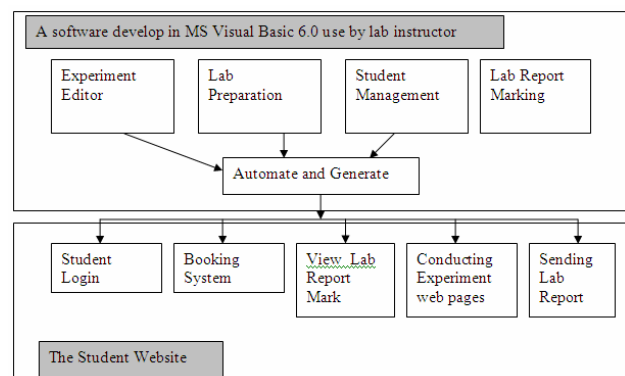 A software develop in MS Visual Basic 6.0 use by lab instructor
Experiment
Editor
Lab
Preparation
Student
Management
Lab Report
Marking
Automate and Generate
Student
Login
Booking
System
View Lab
Report
Mark
Conducting
Experiment
web pages
Sending
Lab
Report
The Student Website